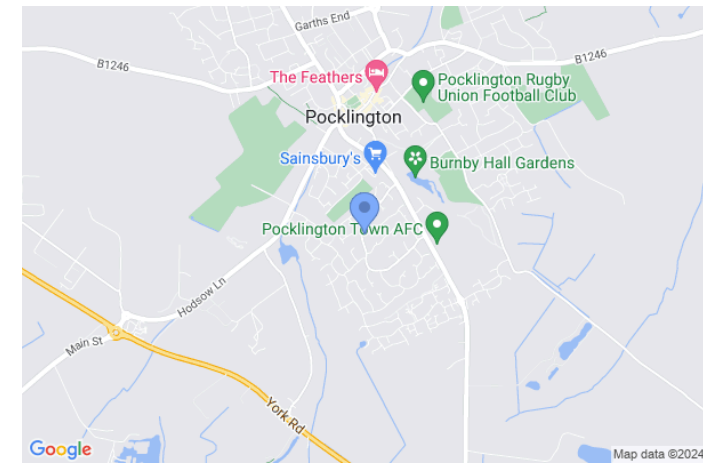 Garths End
B1246
B1246
The Feathers
Pocklington Rugby
Union Football Club
Pocklington
Sainsbury's
Burnby Hall Gardens
Pocklington Town AFC
Hodsow Ln
Main St
York Rd
Google
Map data ©2024